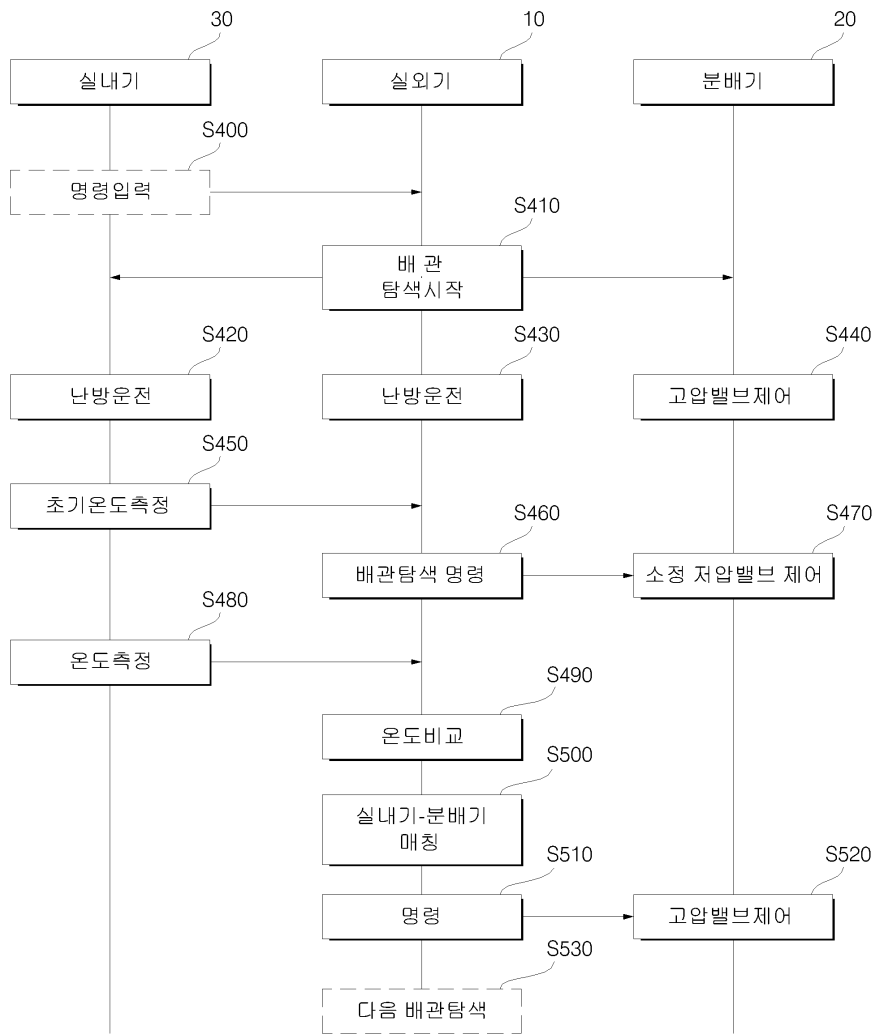 30
10
20
실내기
실외기
분배기
S400
명령입력
S410
배 관
탐색시작
S420
S430
S440
난방운전
난방운전
고압밸브제어
S450
초기온도측정
S460
S470
배관탐색 명령
소정 저압밸브 제어
S480
온도측정
S490
온도비교
S500
실내기-분배기
매칭
S510
S520
명령
고압밸브제어
S530
다음 배관탐색